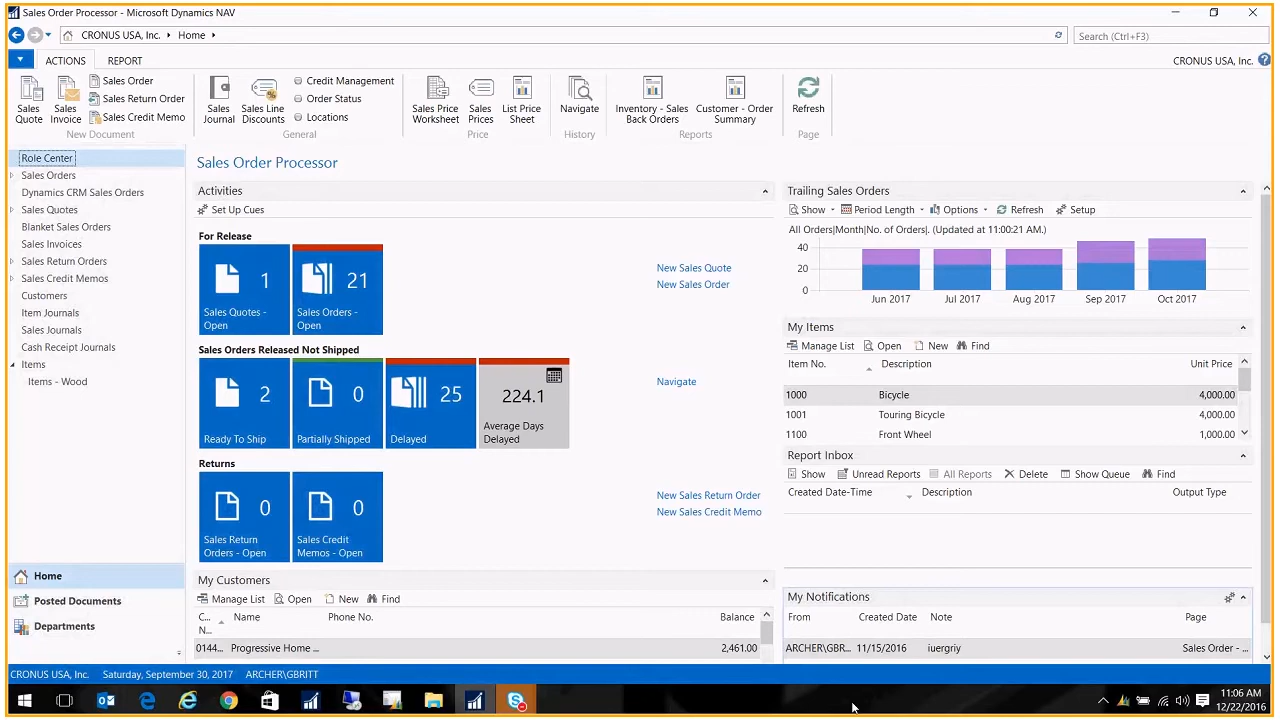 Sales Order Processor - Microsoft Dynamics NAV
CRONUS USA, Inc. Home
Search (Ctrl+F3)
ACTIONS REPORT
CRONUS USA, Inc.
Sales Quote
Sales Invoice
Sales Order
Sales Return Order
Sales Credit Memo
New Document
Sales Journal
Sales Line Discounts
Credit Management
Order Status
Locations
General
Sales Price Worksheet
Sales Prices
List Price Sheet
Price
Navigate
History
Inventory - Sales Back Orders
Customer - Order Summary
Reports
Refresh
Page
Role Center
Sales Orders
Dynamics CRM Sales Orders
Sales Quotes
Blanket Sales Orders
Sales Invoices
Sales Return Orders
Sales Credit Memos
Customers
Item Journals
Sales Journals
Cash Receipt Journals
Items
Items - Wood
Home
Posted Documents
Departments
Sales Order Processor
Activities
Set Up Cues
For Release
1
Sales Quotes - Open
21
Sales Orders - Open
New Sales Quote
New Sales Order
Sales Orders Released Not Shipped
2
Ready To Ship
0
Partially Shipped
25
Delayed
224.1
Average Days Delayed
Navigate
Returns
0
Sales Return Orders - Open
0
Sales Credit Memos - Open
New Sales Return Order
New Sales Credit Memo
My Customers
Manage List Open New Find
C... N... Name Phone No. Balance
0144... Progressive Home ... 2,461.00
Trailing Sales Orders
Show Period Length Options Refresh Setup
All Orders|Month|No. of Orders|. (Updated at 11:00:21 AM.)
40
20
0
Jun 2017 Jul 2017 Aug 2017 Sep 2017 Oct 2017
My Items
Manage List Open New Find
Item No. Description Unit Price
1000 Bicycle 4,000.00
1001 Touring Bicycle 4,000.00
1100 Front Wheel 1,000.00
Report Inbox
Show Unread Reports All Reports Delete Show Queue Find
Created Date-Time Description Output Type
My Notifications
From Created Date Note Page
ARCHER\GBR... 11/15/2016 iuergriy Sales Order - ...
CRONUS USA, Inc. Saturday, September 30, 2017 ARCHER\GBRITT
11:06 AM
12/22/2016